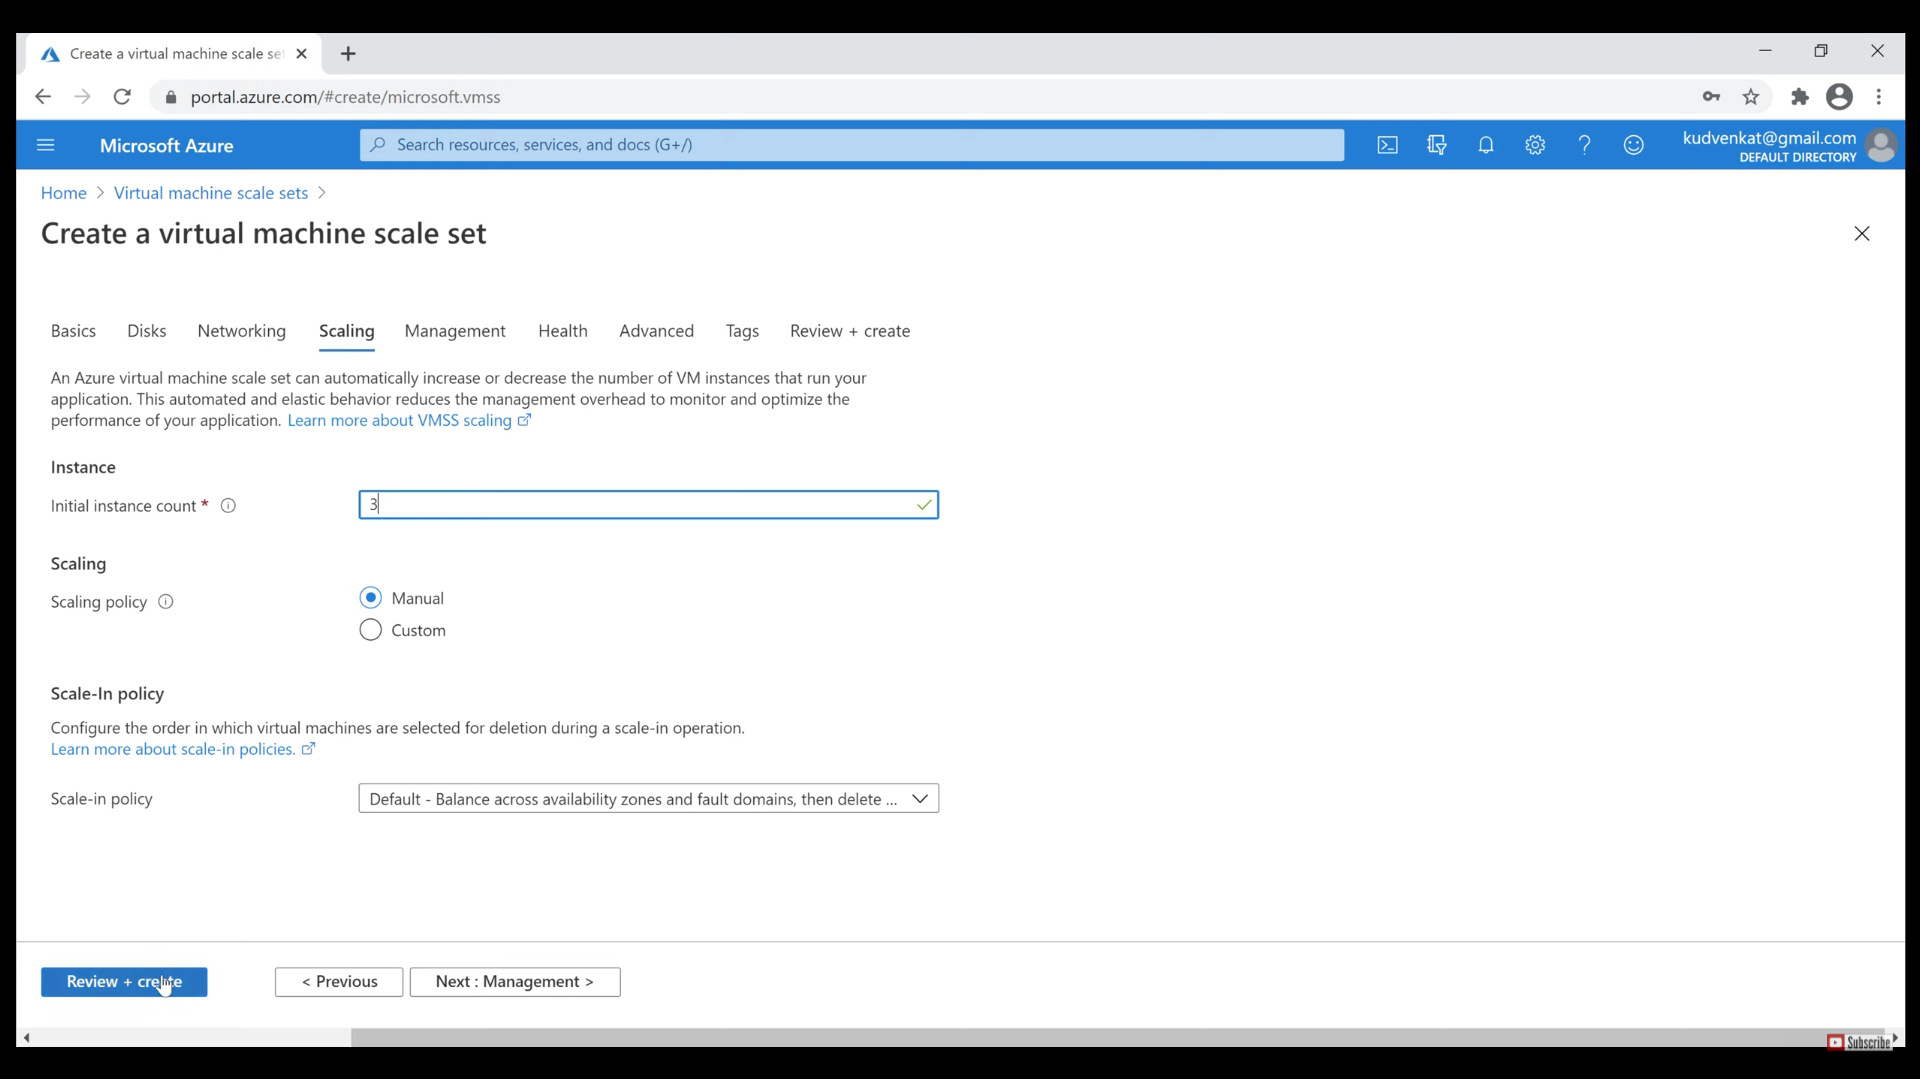 Create a virtual machine scale set
portal.azure.com/#create/microsoft.vmss
Microsoft Azure
Search resources, services, and docs (G+/)
kudvenkat@gmail.com
DEFAULT DIRECTORY
Home > Virtual machine scale sets >
Create a virtual machine scale set
Basics Disks Networking Scaling Management Health Advanced Tags Review + create
An Azure virtual machine scale set can automatically increase or decrease the number of VM instances that run your
application. This automated and elastic behavior reduces the management overhead to monitor and optimize the
performance of your application. Learn more about VMSS scaling
Instance
Initial instance count * 3
Scaling
Scaling policy Manual
Custom
Scale-In policy
Configure the order in which virtual machines are selected for deletion during a scale-in operation.
Learn more about scale-in policies.
Scale-in policy Default - Balance across availability zones and fault domains, then delete ...
Review + create < Previous Next : Management >
Subscribe